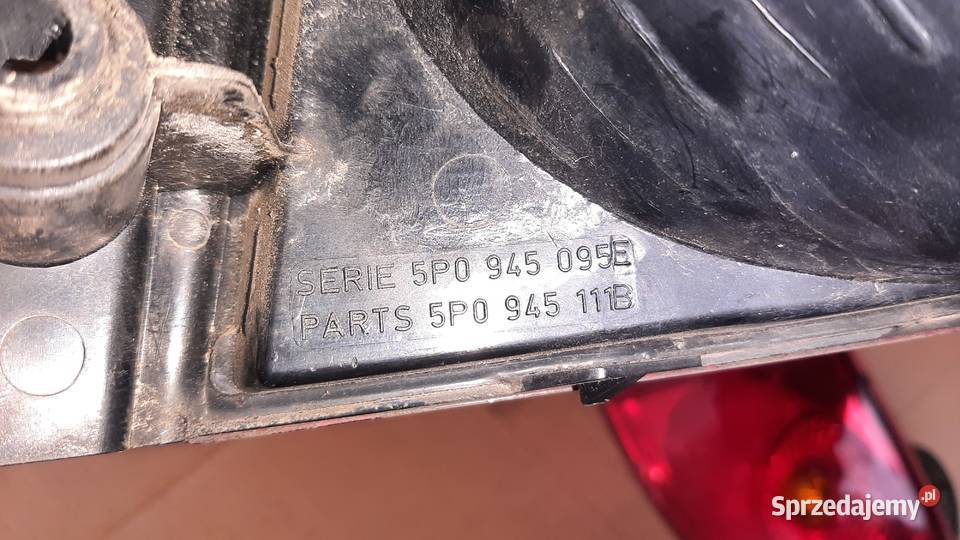 SERIE 5P0 945 095E
PARTS 5P0 945 111B
Sprzedajemy.pl